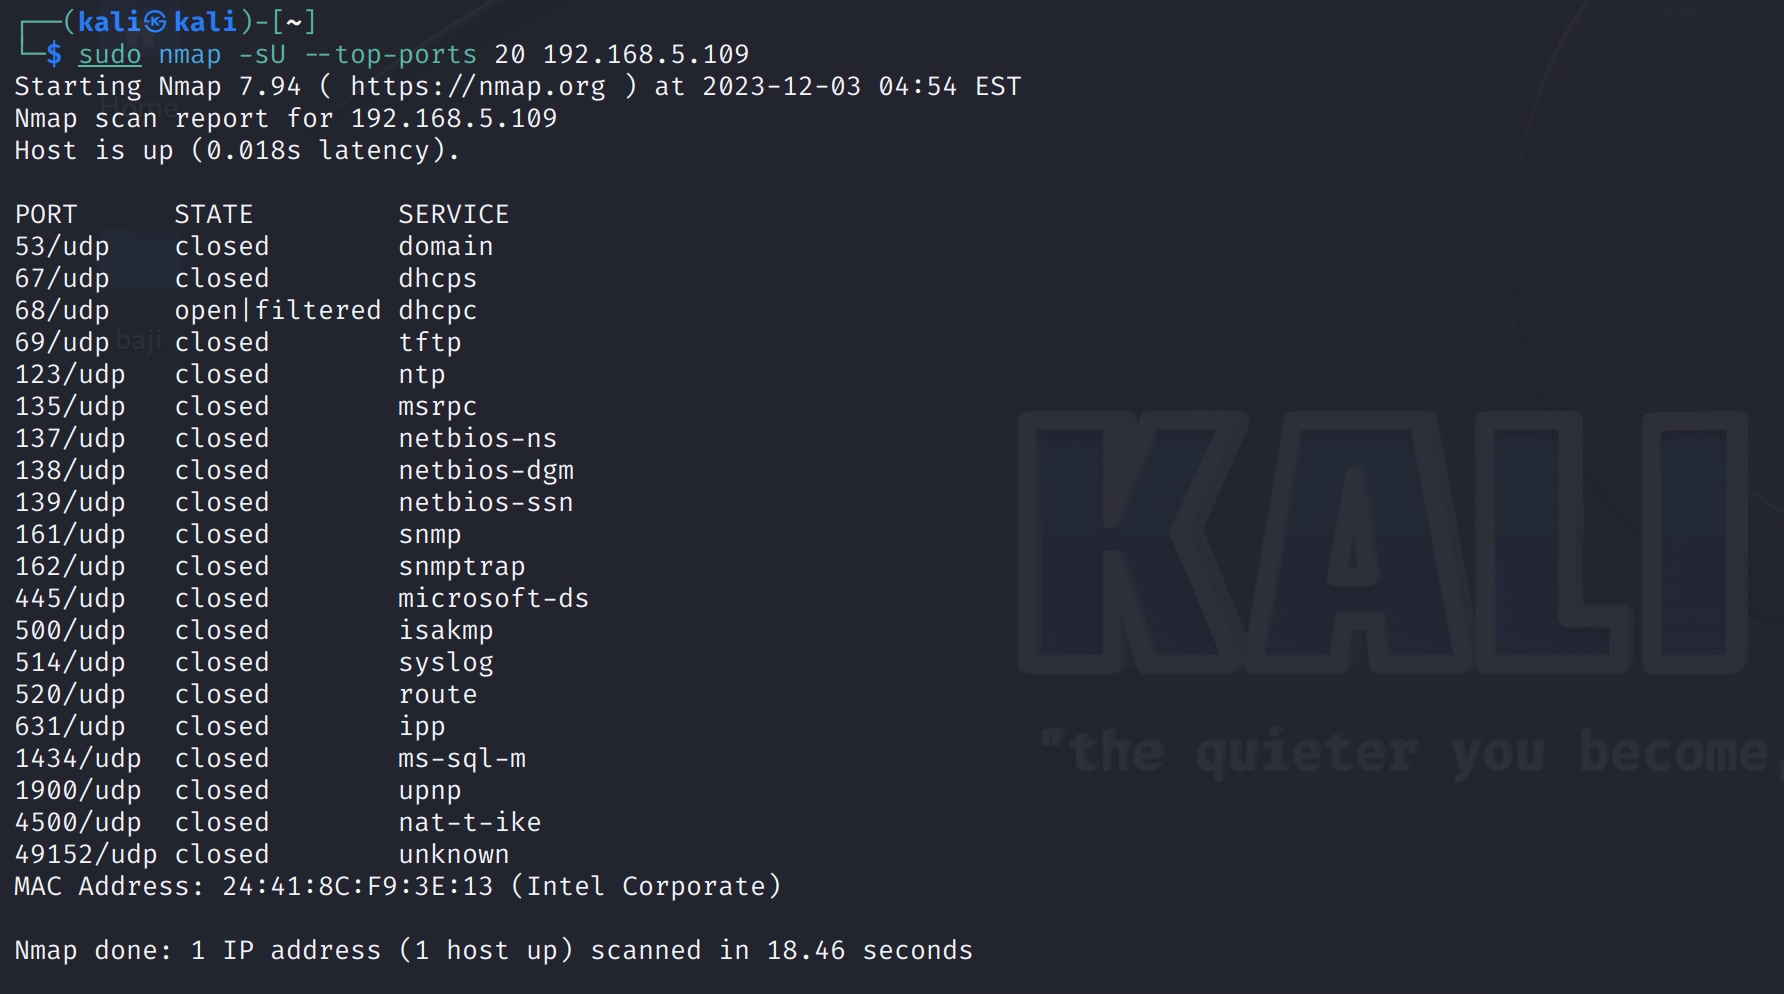 ┌──(kali㉿kali)-[~]
└─$ sudo nmap -sU --top-ports 20 192.168.5.109
Starting Nmap 7.94 ( https://nmap.org ) at 2023-12-03 04:54 EST
Nmap scan report for 192.168.5.109
Host is up (0.018s latency).

PORT      STATE         SERVICE
53/udp    closed        domain
67/udp    closed        dhcps
68/udp    open|filtered dhcpc
69/udp    closed        tftp
123/udp   closed        ntp
135/udp   closed        msrpc
137/udp   closed        netbios-ns
138/udp   closed        netbios-dgm
139/udp   closed        netbios-ssn
161/udp   closed        snmp
162/udp   closed        snmptrap
445/udp   closed        microsoft-ds
500/udp   closed        isakmp
514/udp   closed        syslog
520/udp   closed        route
631/udp   closed        ipp
1434/udp  closed        ms-sql-m
1900/udp  closed        upnp
4500/udp  closed        nat-t-ike
49152/udp closed        unknown
MAC Address: 24:41:8C:F9:3E:13 (Intel Corporate)

Nmap done: 1 IP address (1 host up) scanned in 18.46 seconds
Home
baji
KALI
"the quieter you become,